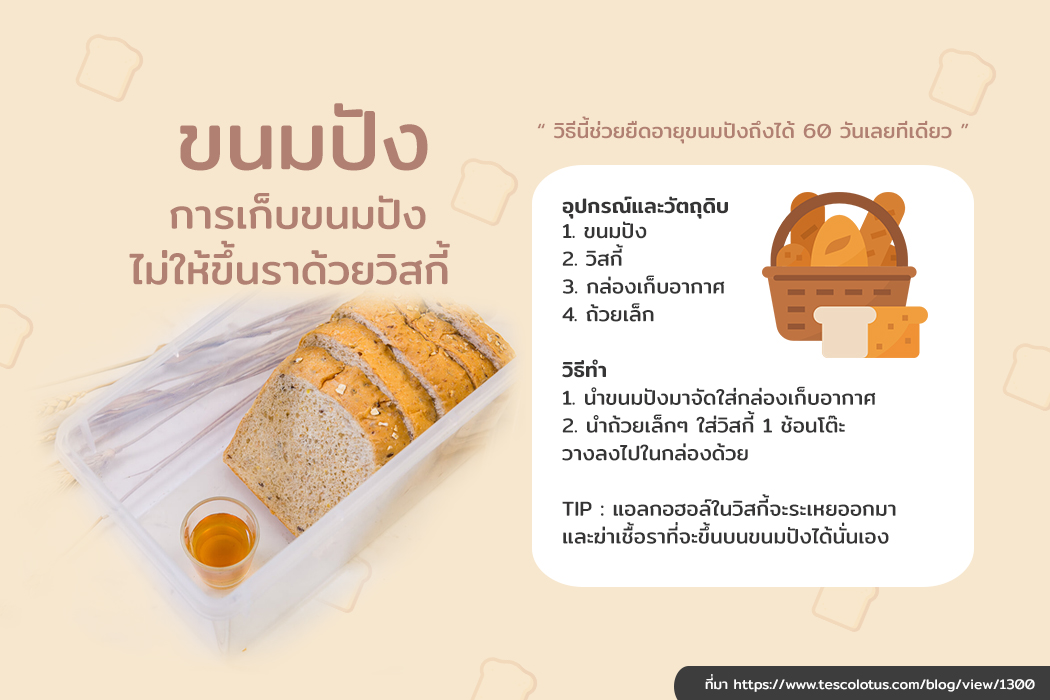 ขนมปัง
การเก็บขนมปัง
ไม่ให้ขึ้นราด้วยวิสกี้
“ วิธีนี้ช่วยยืดอายุขนมปังถึงได้ 60 วันเลยทีเดียว ”
อุปกรณ์และวัตถุดิบ
1. ขนมปัง
2. วิสกี้
3. กล่องเก็บอากาศ
4. ถ้วยเล็ก
วิธีทำ
1. นำขนมปังมาจัดใส่กล่องเก็บอากาศ
2. นำถ้วยเล็กๆ ใส่วิสกี้ 1 ช้อนโต๊ะ
วางลงไปในกล่องด้วย
TIP : แอลกอฮอล์ในวิสกี้จะระเหยออกมา
และฆ่าเชื้อราที่จะขึ้นบนขนมปังได้นั่นเอง
ที่มา https://www.tescolotus.com/blog/view/1300